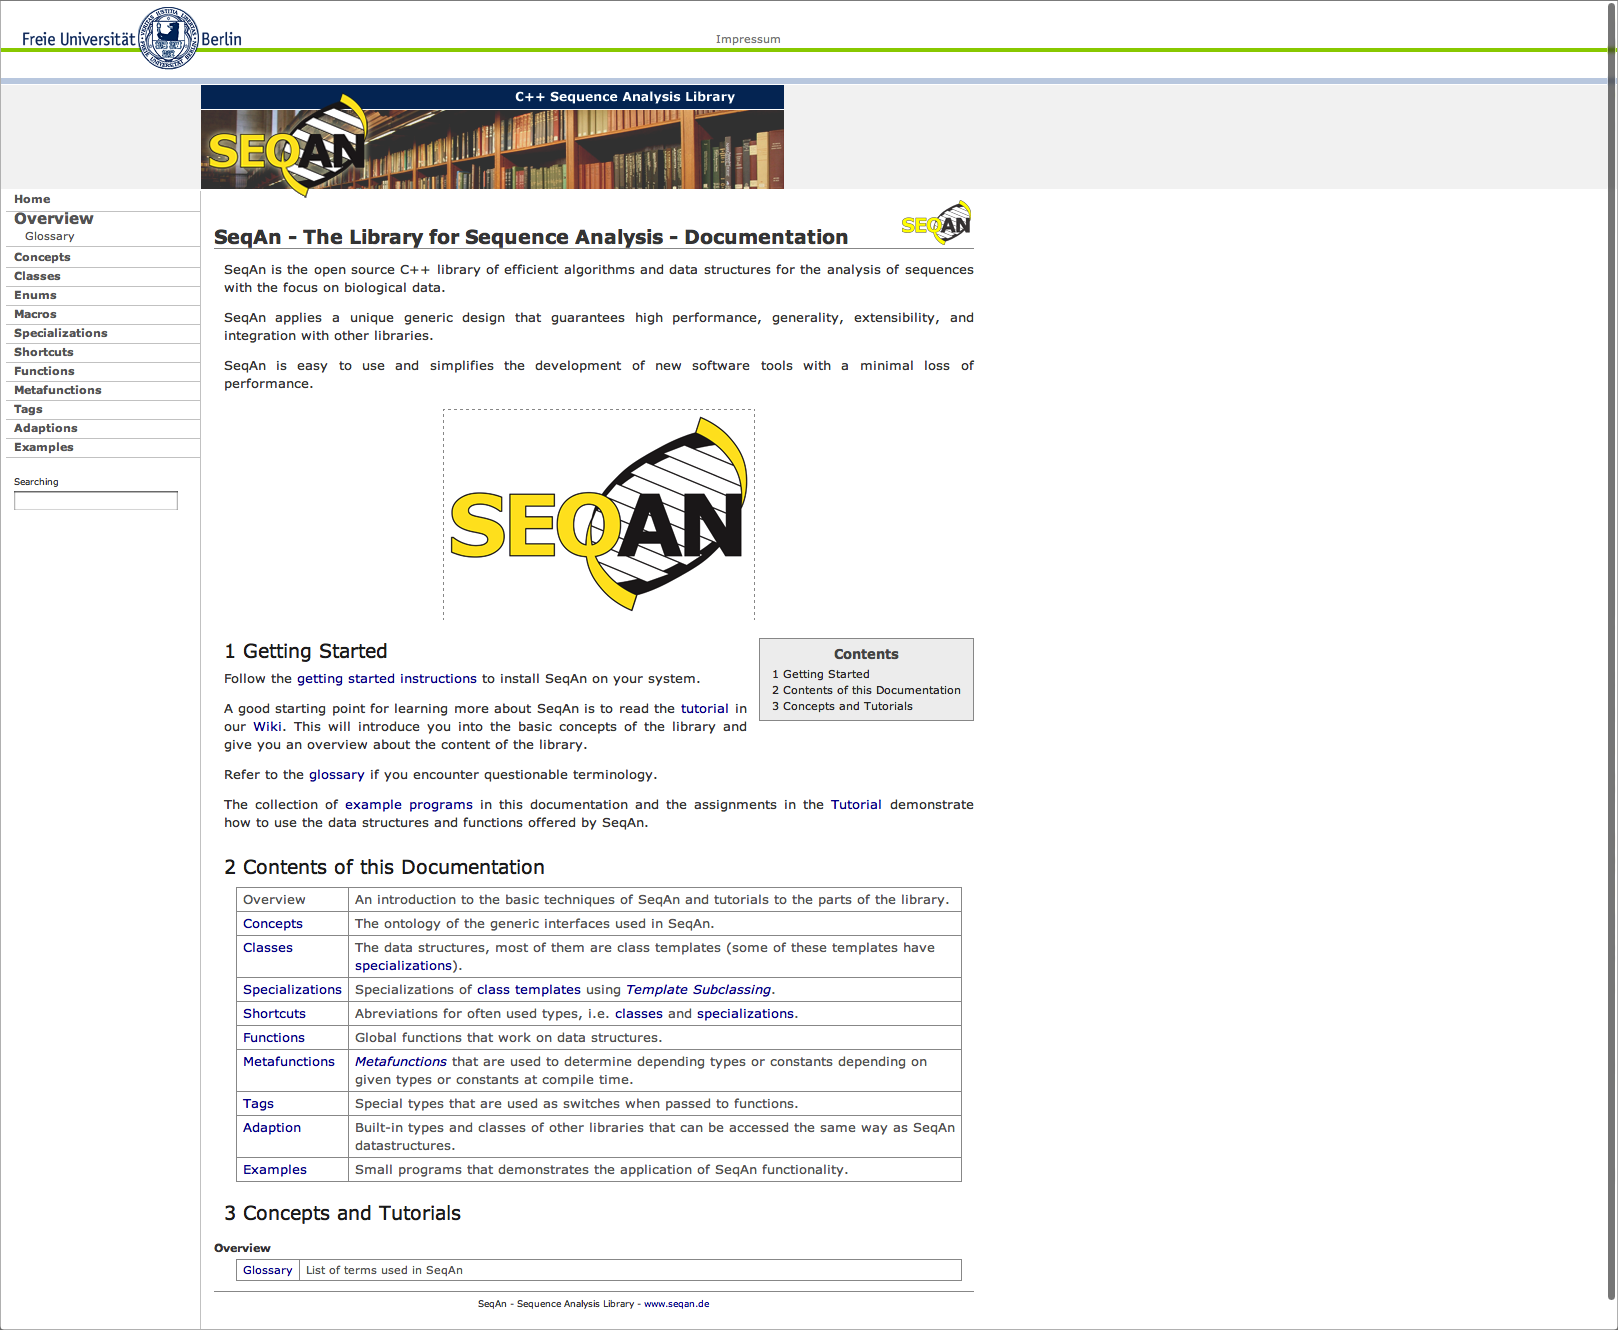 Freie Universität Berlin
Impressum
C++ Sequence Analysis Library
SEQAN
Home
Overview
Glossary
Concepts
Classes
Enums
Macros
Specializations
Shortcuts
Functions
Metafunctions
Tags
Adaptions
Examples
Searching
SEQAN
SeqAn - The Library for Sequence Analysis - Documentation
SeqAn is the open source C++ library of efficient algorithms and data structures for the analysis of sequences
with the focus on biological data.
SeqAn applies a unique generic design that guarantees high performance, generality, extensibility, and
integration with other libraries.
SeqAn is easy to use and simplifies the development of new software tools with a minimal loss of
performance.
SEQAN
1 Getting Started
Follow the getting started instructions to install SeqAn on your system.
A good starting point for learning more about SeqAn is to read the tutorial in
our Wiki. This will introduce you into the basic concepts of the library and
give you an overview about the content of the library.
Refer to the glossary if you encounter questionable terminology.
The collection of example programs in this documentation and the assignments in the Tutorial demonstrate
how to use the data structures and functions offered by SeqAn.
Contents
1 Getting Started
2 Contents of this Documentation
3 Concepts and Tutorials
2 Contents of this Documentation
Overview An introduction to the basic techniques of SeqAn and tutorials to the parts of the library.
Concepts The ontology of the generic interfaces used in SeqAn.
Classes The data structures, most of them are class templates (some of these templates have
specializations).
Specializations Specializations of class templates using Template Subclassing.
Shortcuts Abreviations for often used types, i.e. classes and specializations.
Functions Global functions that work on data structures.
Metafunctions Metafunctions that are used to determine depending types or constants depending on
given types or constants at compile time.
Tags Special types that are used as switches when passed to functions.
Adaption Built-in types and classes of other libraries that can be accessed the same way as SeqAn
datastructures.
Examples Small programs that demonstrates the application of SeqAn functionality.
3 Concepts and Tutorials
Overview
Glossary List of terms used in SeqAn
SeqAn - Sequence Analysis Library - www.seqan.de